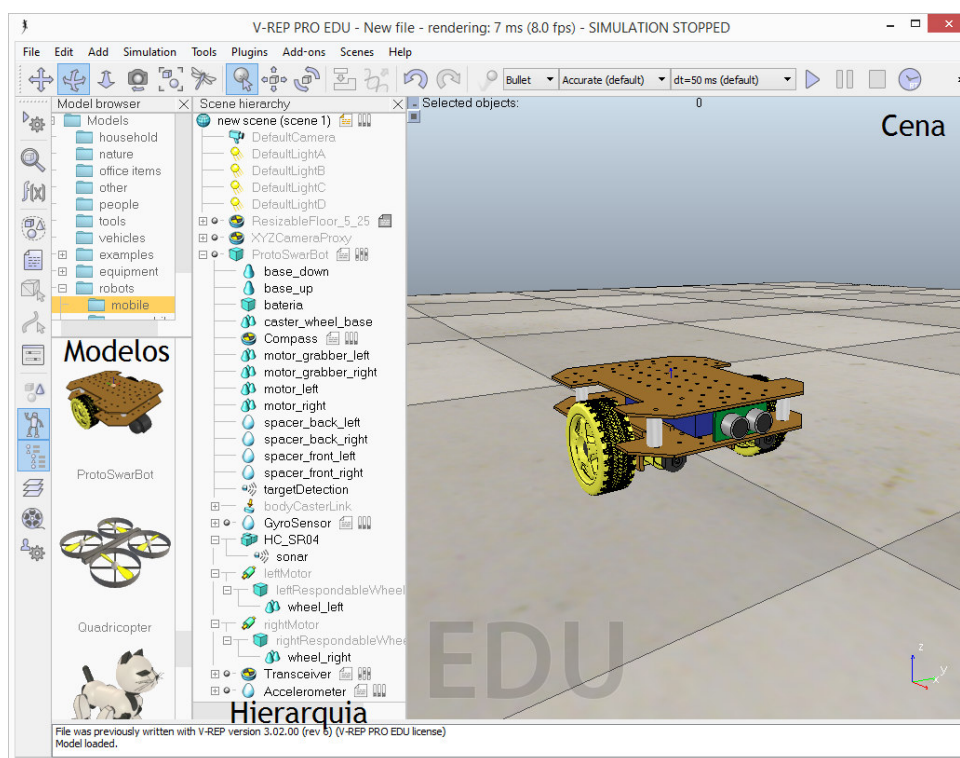 V-REP PRO EDU - New file - rendering: 7 ms (8.0 fps) - SIMULATION STOPPED
File Edit Add Simulation Tools Plugins Add-ons Scenes Help
Bullet Accurate (default) dt=50 ms (default)
Model browser
Models
household
nature
office items
other
people
tools
vehicles
examples
equipment
robots
mobile
Modelos
ProtoSwarBot
Quadricopter
Scene hierarchy
new scene (scene 1)
DefaultCamera
DefaultLightA
DefaultLightB
DefaultLightC
DefaultLightD
ResizableFloor_5_25
XYZCameraProxy
ProtoSwarBot
base_down
base_up
bateria
caster_wheel_base
Compass
motor_grabber_left
motor_grabber_right
motor_left
motor_right
spacer_back_left
spacer_back_right
spacer_front_left
spacer_front_right
targetDetection
bodyCasterLink
GyroSensor
HC_SR04
sonar
leftMotor
leftRespondableWheel
wheel_left
rightMotor
rightRespondableWhee
wheel_right
Transceiver
Accelerometer
Hierarquia
Selected objects: 0
Cena
EDU
z
y
x
File was previously written with V-REP version 3.02.00 (rev 6) (V-REP PRO EDU license)
Model loaded.